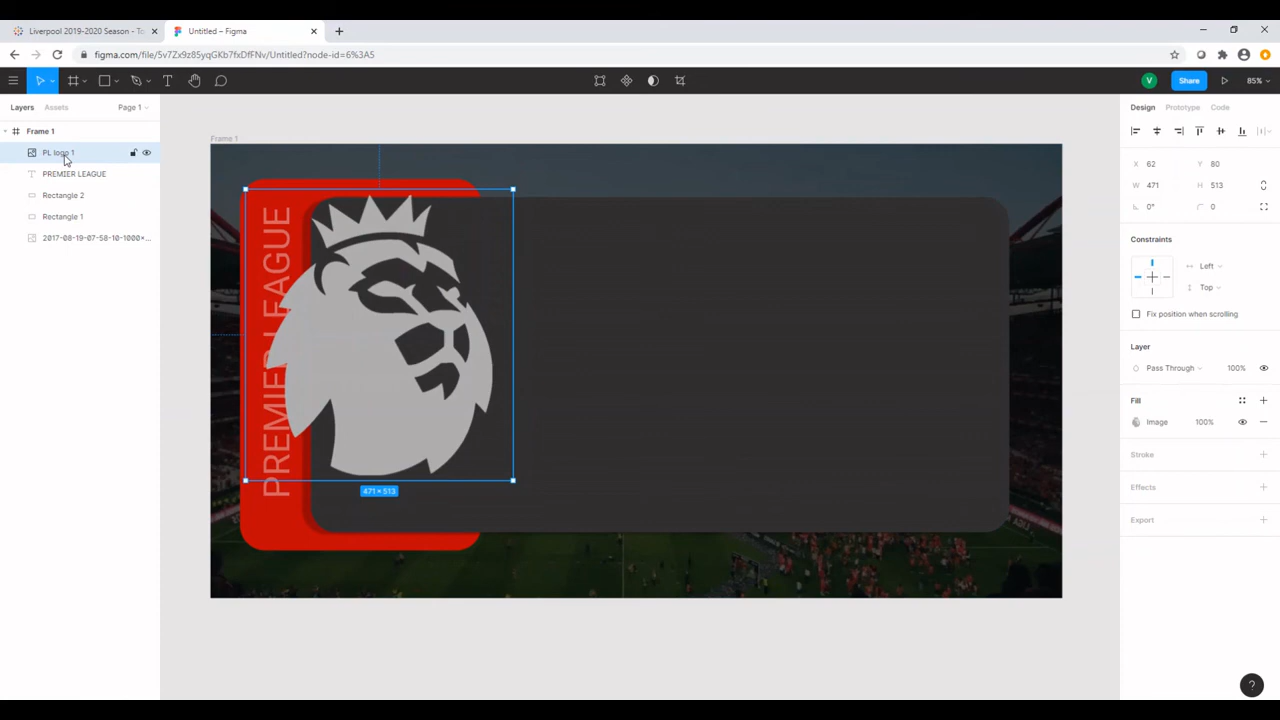 Liverpool 2019-2020 Season - To
Untitled – Figma
figma.com/file/5v7Zx9z85yqGKb7fxDfFNv/Untitled?node-id=6%3A5
V
Share
85%
Layers
Assets
Page 1
Design
Prototype
Code
Frame 1
PL logo 1
PREMIER LEAGUE
Rectangle 2
Rectangle 1
2017-08-19-07-58-10-1000×...
Frame 1
PREMIER LEAGUE
471 × 513
X 62
Y 80
W 471
H 513
0°
0
Constraints
Left
Top
Fix position when scrolling
Layer
Pass Through
100%
Fill
Image
100%
Stroke
Effects
Export
?